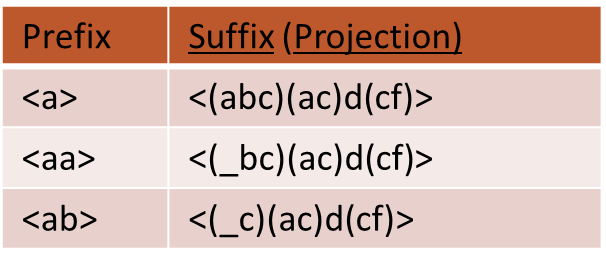 Prefix Suffix (Projection)
<a> <(abc)(ac)d(cf)>
<aa> <(_bc)(ac)d(cf)>
<ab> <(_c)(ac)d(cf)>